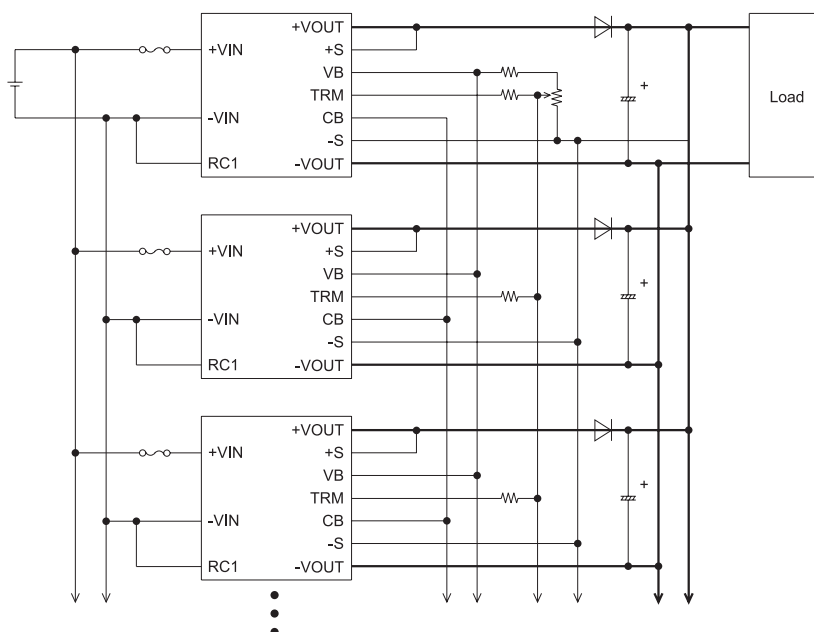 +VOUT
+VIN
+S
VB
TRM
CB
-VIN
-S
RC1
-VOUT
+
Load
+VOUT
+VIN
+S
VB
TRM
CB
-VIN
-S
RC1
-VOUT
+
+VOUT
+VIN
+S
VB
TRM
CB
-VIN
-S
RC1
-VOUT
+